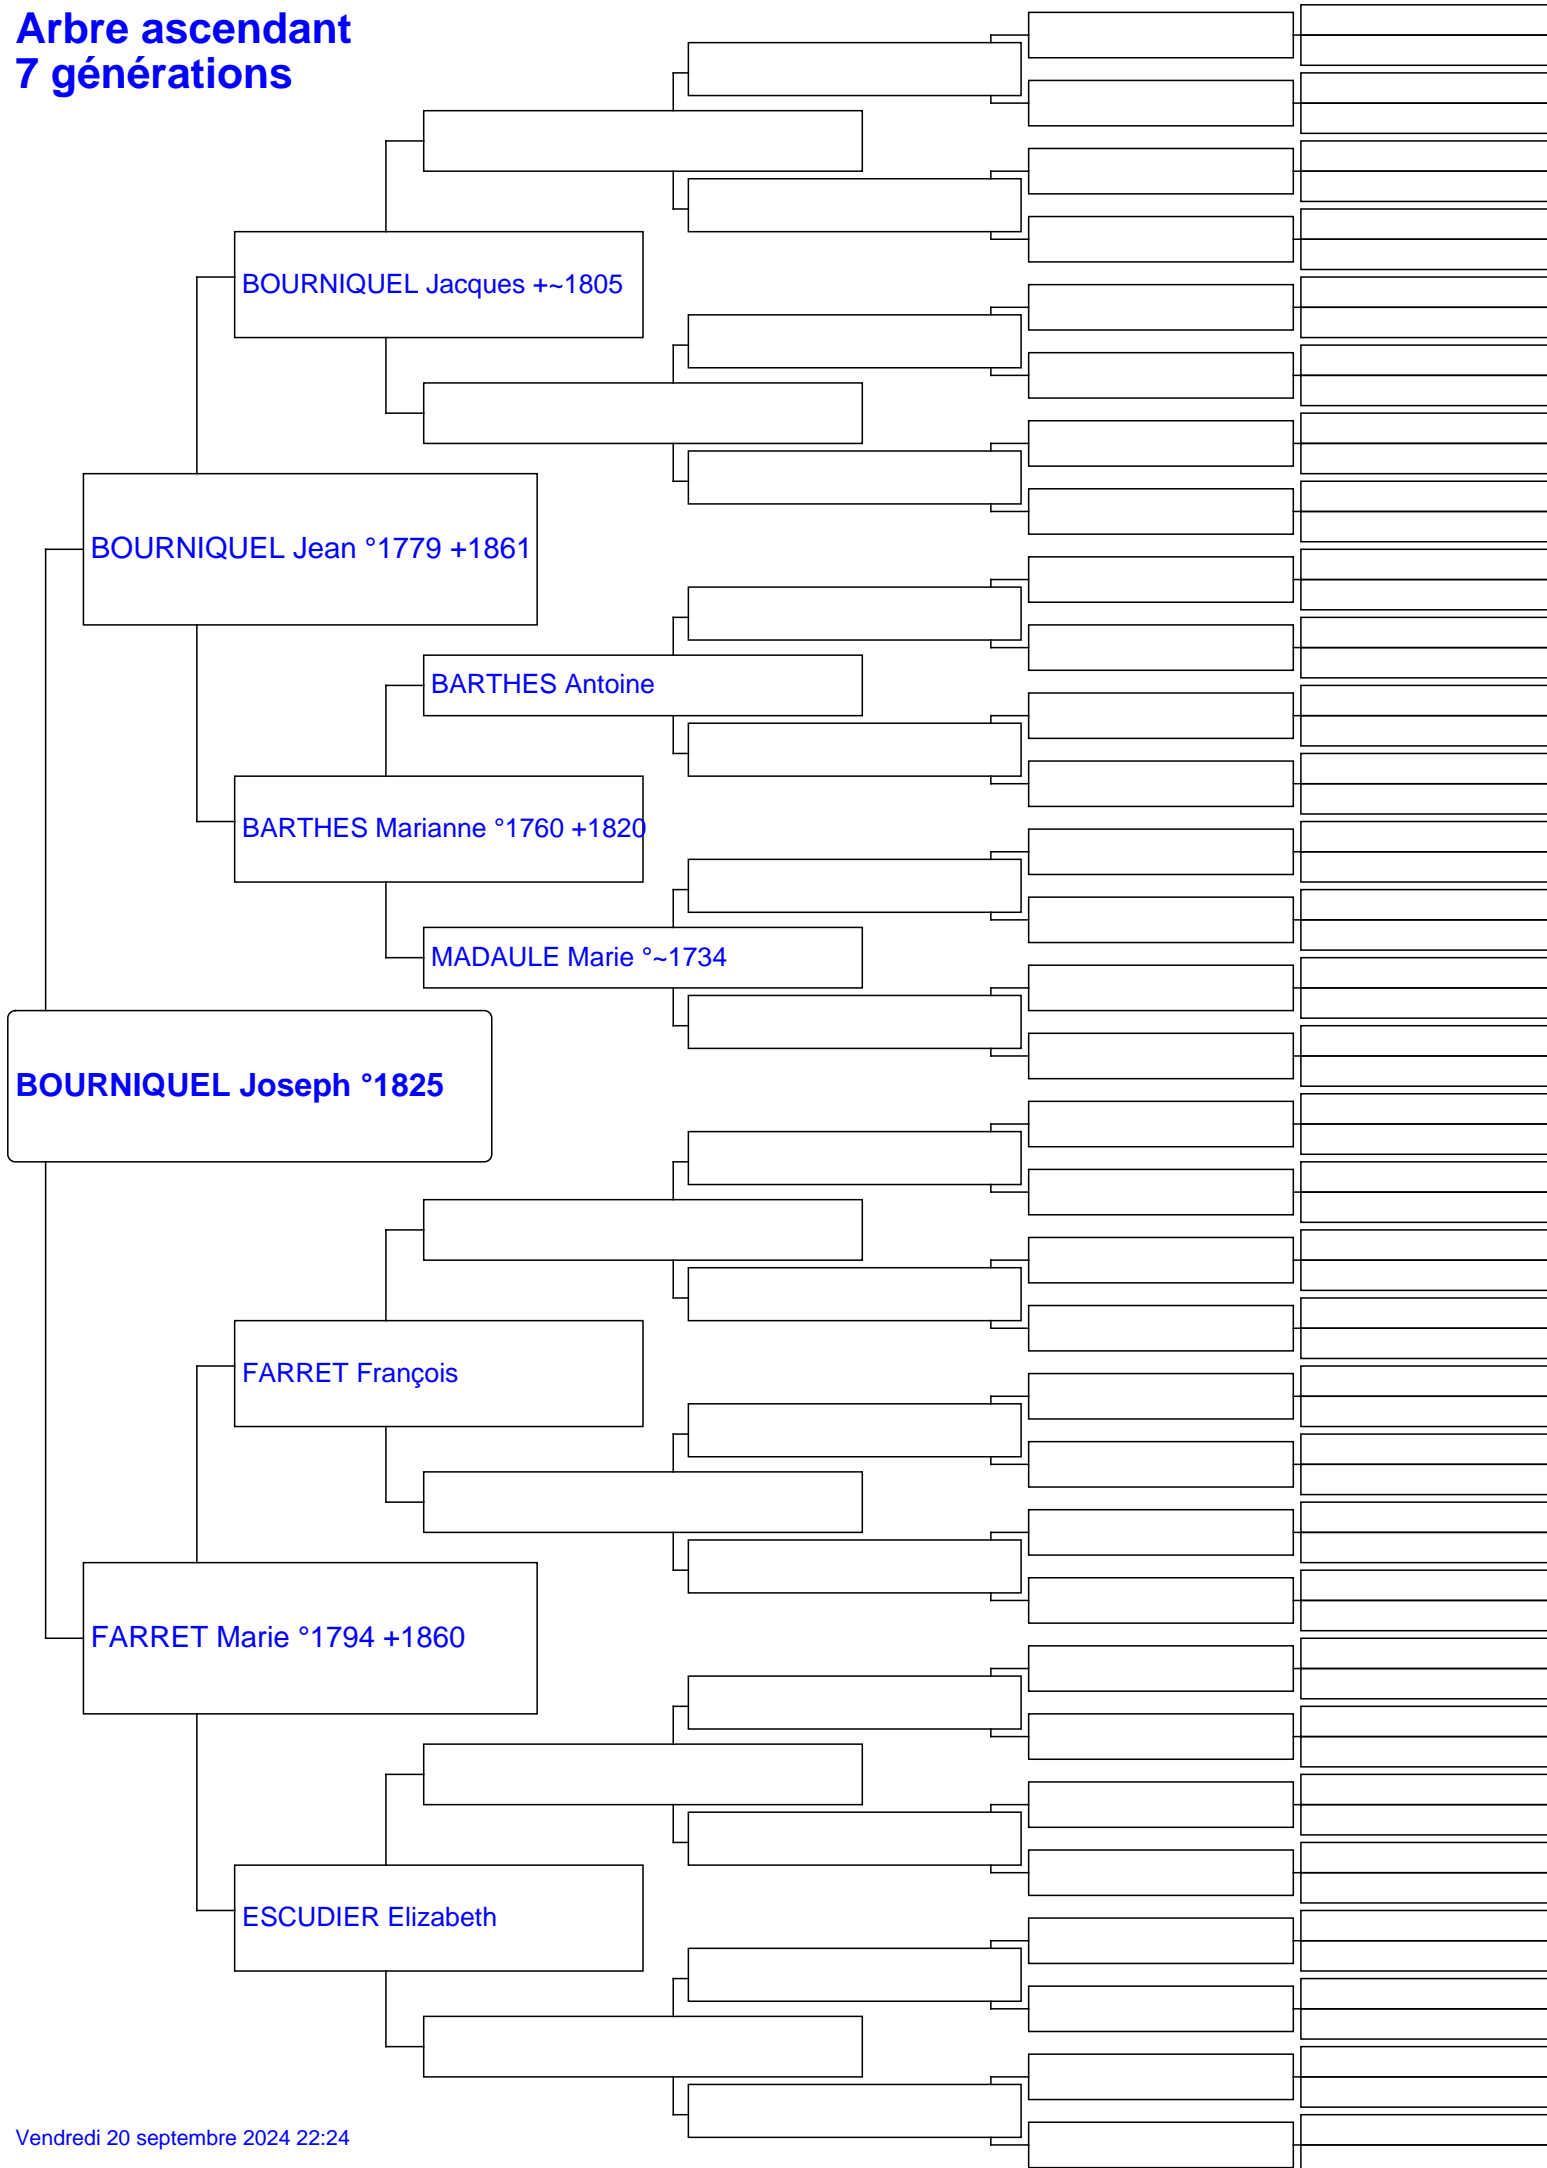 Arbre ascendant
7 générations
BOURNIQUEL Jacques +~1805
BOURNIQUEL Jean °1779 +1861
BARTHES Antoine
BARTHES Marianne °1760 +1820
MADAULE Marie °~1734
BOURNIQUEL Joseph °1825
FARRET François
FARRET Marie °1794 +1860
ESCUDIER Elizabeth
Vendredi 20 septembre 2024 22:24